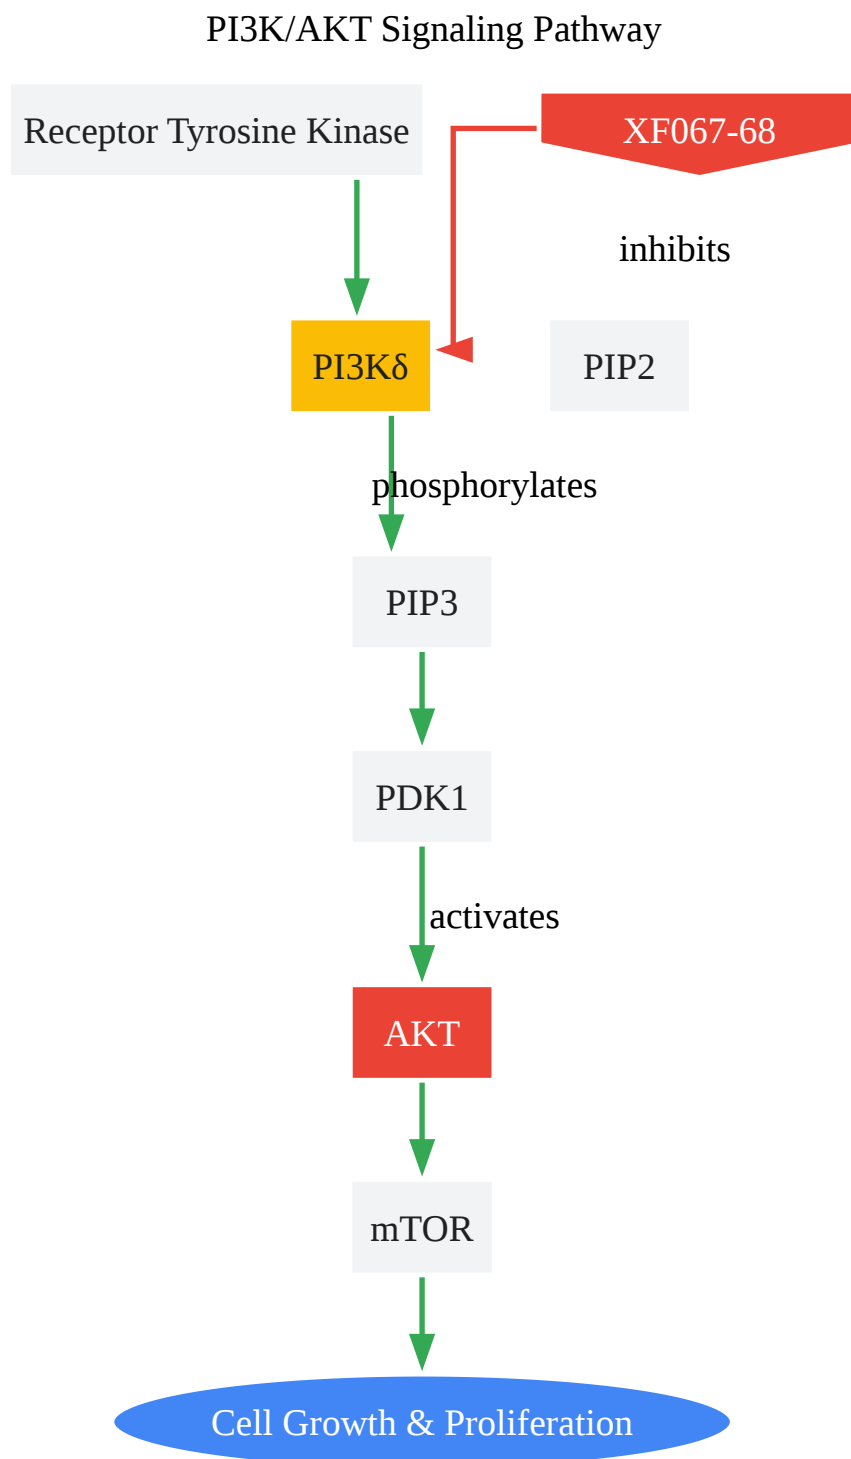 PI3K/AKT Signaling Pathway
Receptor Tyrosine Kinase
XF067-68
inhibits
PI3Kδ
PIP2
phosphorylates
PIP3
PDK1
activates
AKT
mTOR
Cell Growth & Proliferation